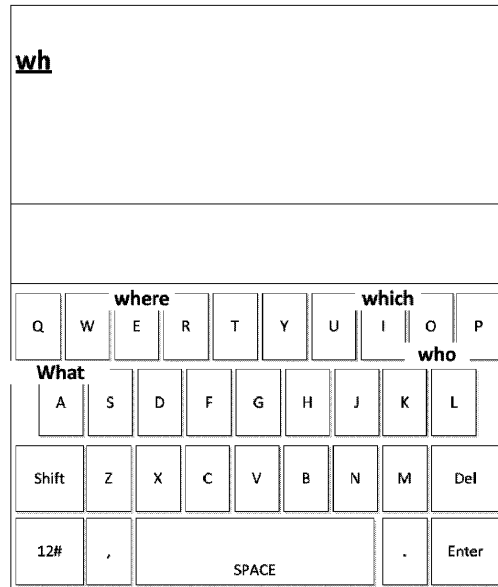 wh
where which
Q W E R T Y U I O P
who
What
A S D F G H J K L
Shift Z X C V B N M Del
12# , . Enter
SPACE